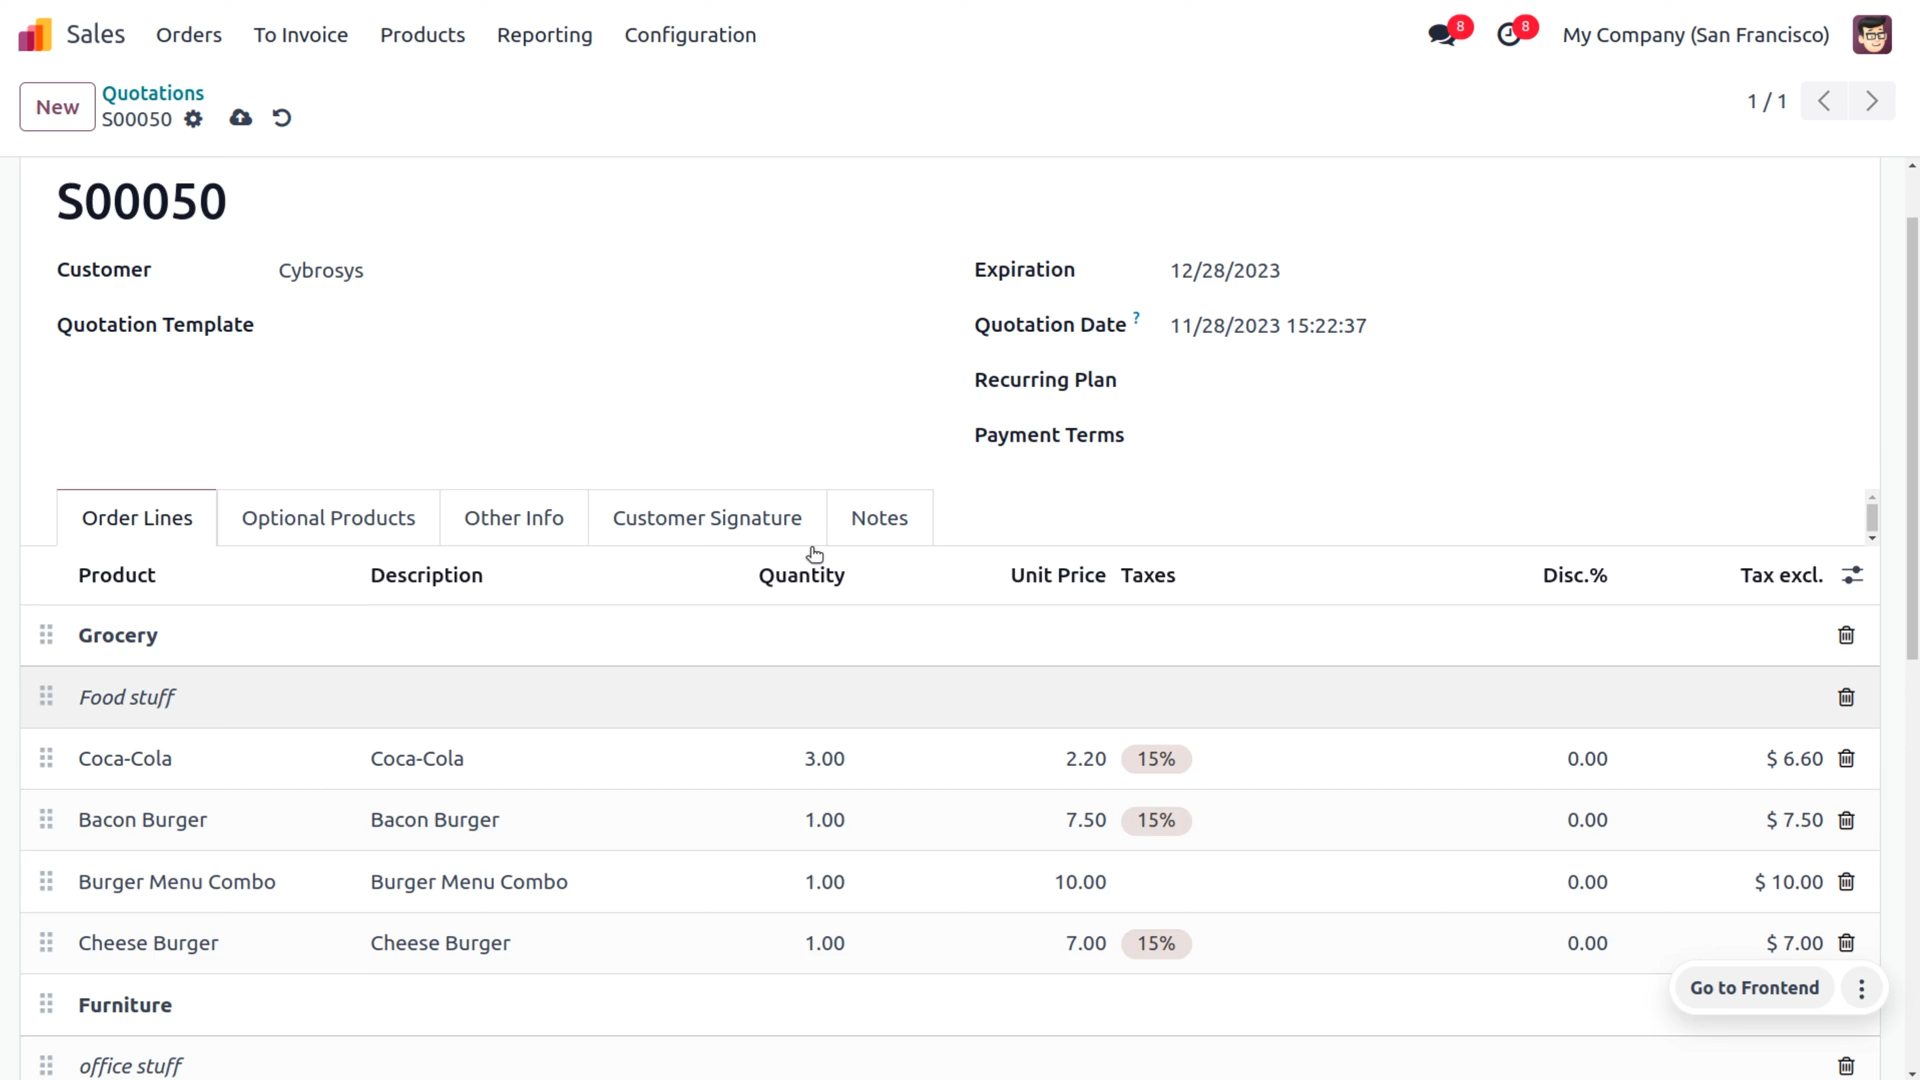 Sales Orders To Invoice Products Reporting Configuration 8 8 My Company (San Francisco)
New Quotations 1 / 1
S00050
S00050
Customer Cybrosys Expiration 12/28/2023
Quotation Template Quotation Date ? 11/28/2023 15:22:37
Recurring Plan
Payment Terms
Order Lines Optional Products Other Info Customer Signature Notes
Product Description Quantity Unit Price Taxes Disc.% Tax excl.
Grocery
Food stuff
Coca-Cola Coca-Cola 3.00 2.20 15% 0.00 $ 6.60
Bacon Burger Bacon Burger 1.00 7.50 15% 0.00 $ 7.50
Burger Menu Combo Burger Menu Combo 1.00 10.00 0.00 $ 10.00
Cheese Burger Cheese Burger 1.00 7.00 15% 0.00 $ 7.00
Go to Frontend
Furniture
office stuff